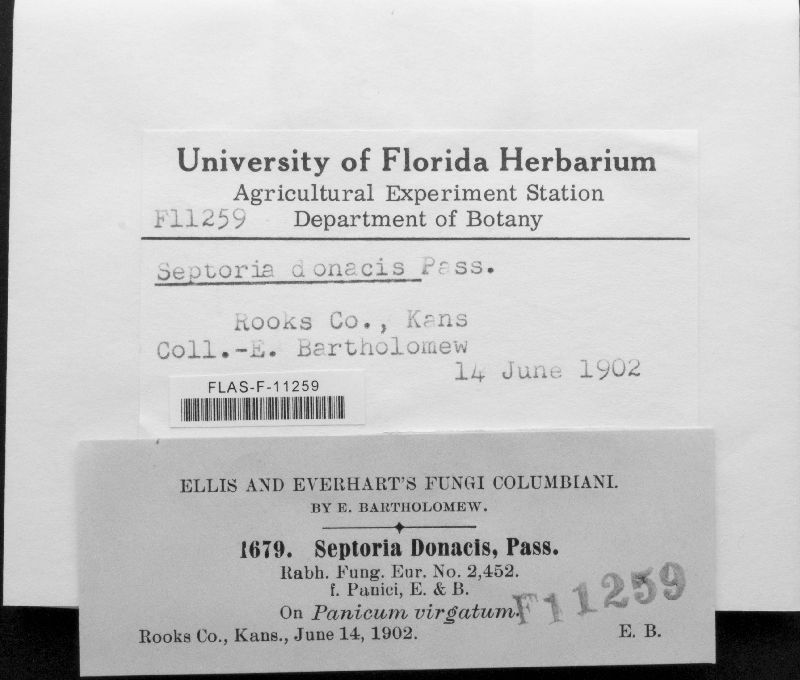 University of Florida Herbarium
Agricultural Experiment Station
F11259 Department of Botany
Septoria donacis Pass.
Rooks Co., Kans
Coll.-E. Bartholomew
14 June 1902
FLAS-F-11259
ELLIS AND EVERHART'S FUNGI COLUMBIANI.
BY E. BARTHOLOMEW.
1679. Septoria Donacis, Pass.
Rabh. Fung. Eur. No. 2,452.
f. Panici, E. & B.
On Panicum virgatum.
F11259
Rooks Co., Kans., June 14, 1902. E. B.